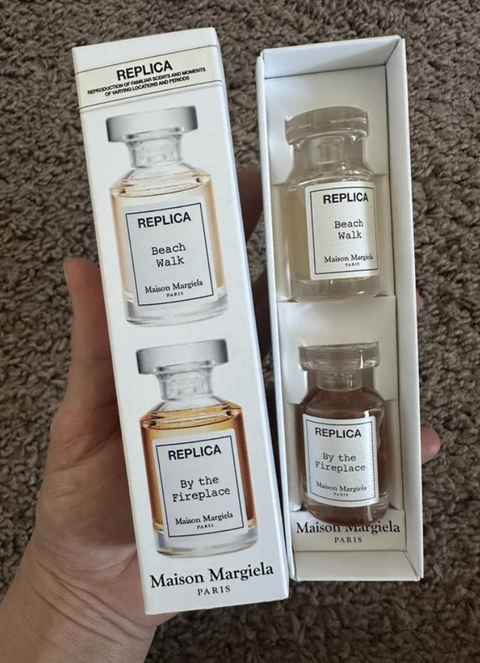 REPLICA
REPRODUCTION OF FAMILIAR SCENTS AND MOMENTS
OF VARYING LOCATIONS AND PERIODS
REPLICA
Beach
Walk
Maison Margiela
PARIS
REPLICA
By the
Fireplace
Maison Margiela
PARIS
Maison Margiela
PARIS
REPLICA
Beach
Walk
Maison Margiela
PARIS
REPLICA
By the
Fireplace
Maison Margiela
PARIS
Maison Margiela
PARIS